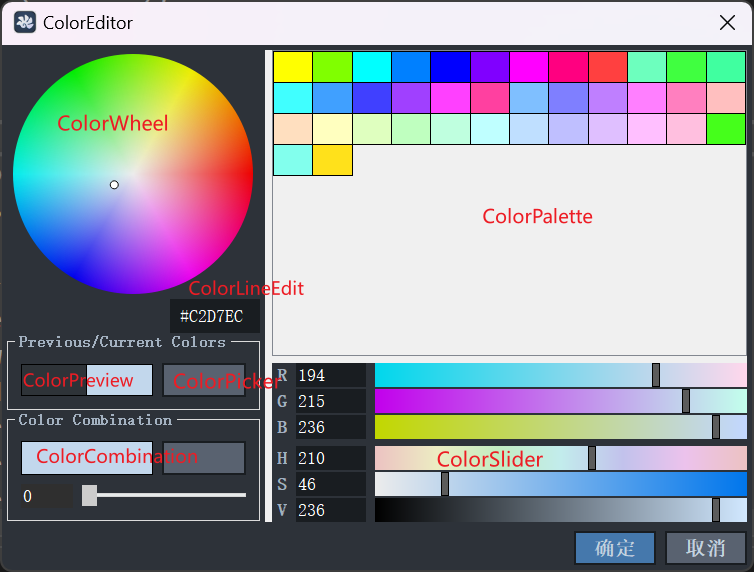 ColorEditor
ColorWheel
ColorPalette
ColorLineEdit
#C2D7EC
Previous/Current Colors
ColorPreview
ColorPicker
Color Combination
ColorCombination
0
R 194
G 215
B 236
H 210
ColorSlider
S 46
V 236
确定
取消